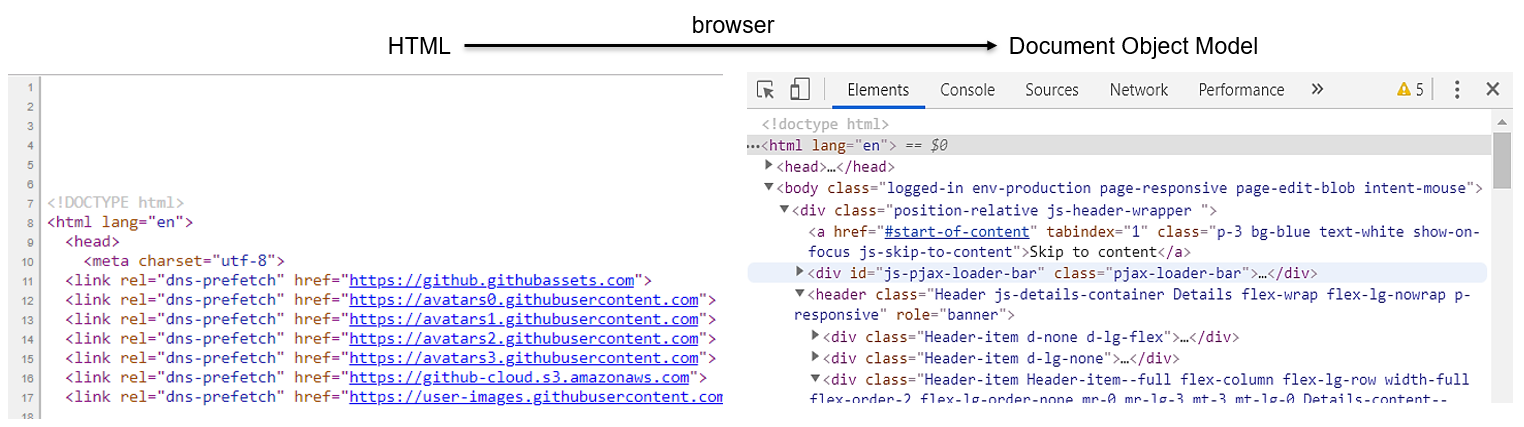 browser
HTML
Document Object Model
1
2
3
4
5
6
7 <!DOCTYPE html>
8 <html lang="en">
9 <head>
10 <meta charset="utf-8">
11 <link rel="dns-prefetch" href="https://github.githubassets.com">
12 <link rel="dns-prefetch" href="https://avatars0.githubusercontent.com">
13 <link rel="dns-prefetch" href="https://avatars1.githubusercontent.com">
14 <link rel="dns-prefetch" href="https://avatars2.githubusercontent.com">
15 <link rel="dns-prefetch" href="https://avatars3.githubusercontent.com">
16 <link rel="dns-prefetch" href="https://github-cloud.s3.amazonaws.com">
17 <link rel="dns-prefetch" href="https://user-images.githubusercontent.com
18
Elements Console Sources Network Performance » 5
<!doctype html>
…<html lang="en"> == $0
<head>…</head>
<body class="logged-in env-production page-responsive page-edit-blob intent-mouse">
<div class="position-relative js-header-wrapper ">
<a href="#start-of-content" tabindex="1" class="p-3 bg-blue text-white show-on-
focus js-skip-to-content">Skip to content</a>
<div id="js-pjax-loader-bar" class="pjax-loader-bar">…</div>
<header class="Header js-details-container Details flex-wrap flex-lg-nowrap p-
responsive" role="banner">
<div class="Header-item d-none d-lg-flex">…</div>
<div class="Header-item d-lg-none">…</div>
<div class="Header-item Header-item--full flex-column flex-lg-row width-full
flex-order-2 flex-lg-order-none mr-0 mr-lg-3 mt-3 mt-lg-0 Details-content--